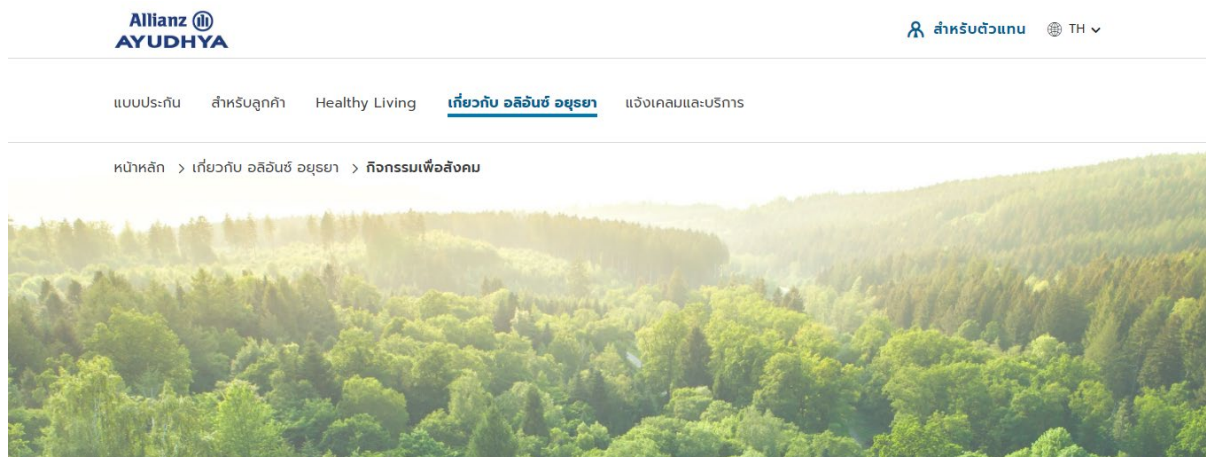 Allianz
AYUDHYA
สำหรับตัวแทน TH
แบบประกัน สำหรับลูกค้า Healthy Living เกี่ยวกับ อลิอันซ์ อยุธยา แจ้งเคลมและบริการ
หน้าหลัก > เกี่ยวกับ อลิอันซ์ อยุธยา > กิจกรรมเพื่อสังคม